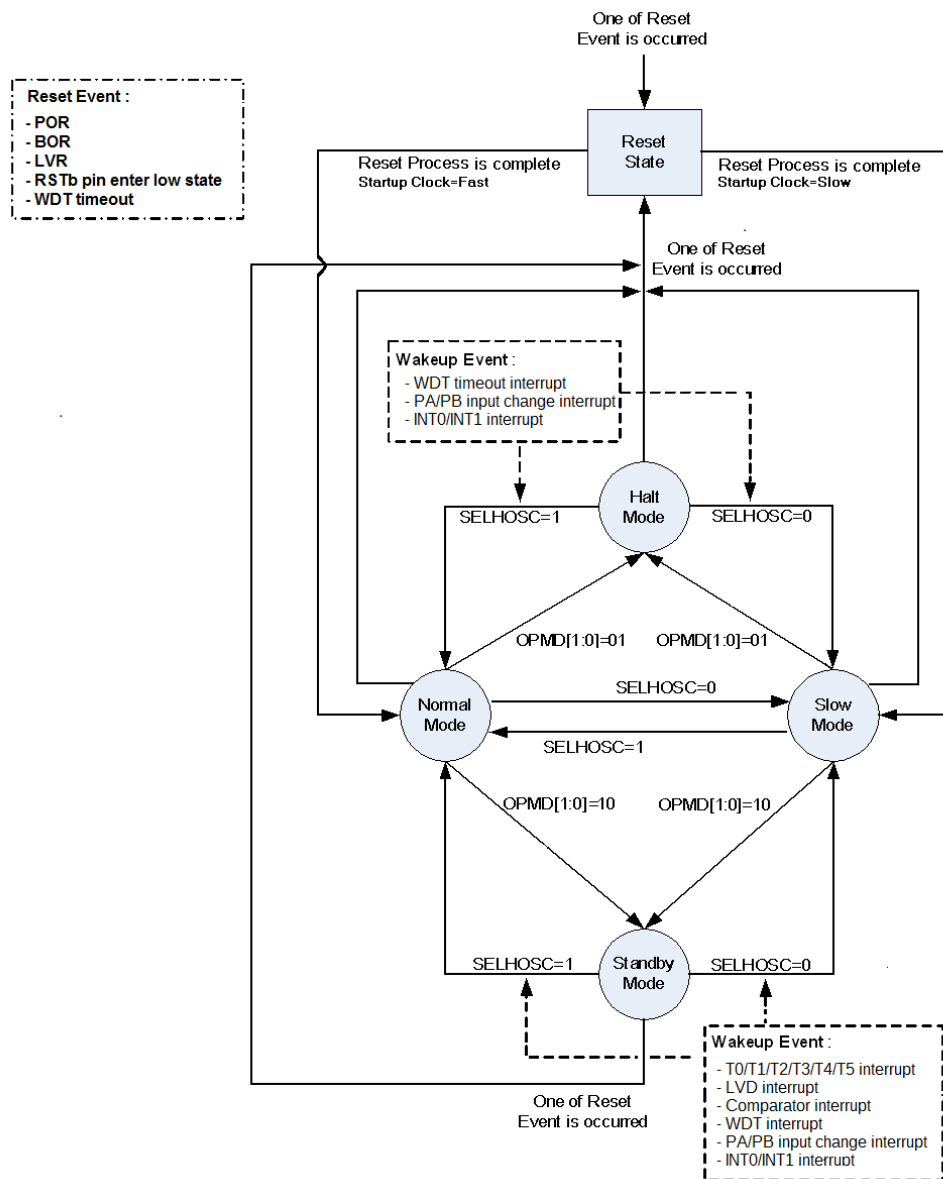 One of Reset
Event is occurred
Reset Event :
- POR
- BOR
- LVR
- RSTb pin enter low state
- WDT timeout
Reset
State
Reset Process is complete
Startup Clock=Fast
Reset Process is complete
Startup Clock=Slow
One of Reset
Event is occurred
Wakeup Event :
- WDT timeout interrupt
- PA/PB input change interrupt
- INT0/INT1 interrupt
Halt
Mode
SELHOSC=1
SELHOSC=0
OPMD[1:0]=01
OPMD[1:0]=01
Normal
Mode
SELHOSC=0
Slow
Mode
SELHOSC=1
OPMD[1:0]=10
OPMD[1:0]=10
SELHOSC=1
Standby
Mode
SELHOSC=0
Wakeup Event :
- T0/T1/T2/T3/T4/T5 interrupt
- LVD interrupt
- Comparator interrupt
- WDT interrupt
- PA/PB input change interrupt
- INT0/INT1 interrupt
One of Reset
Event is occurred